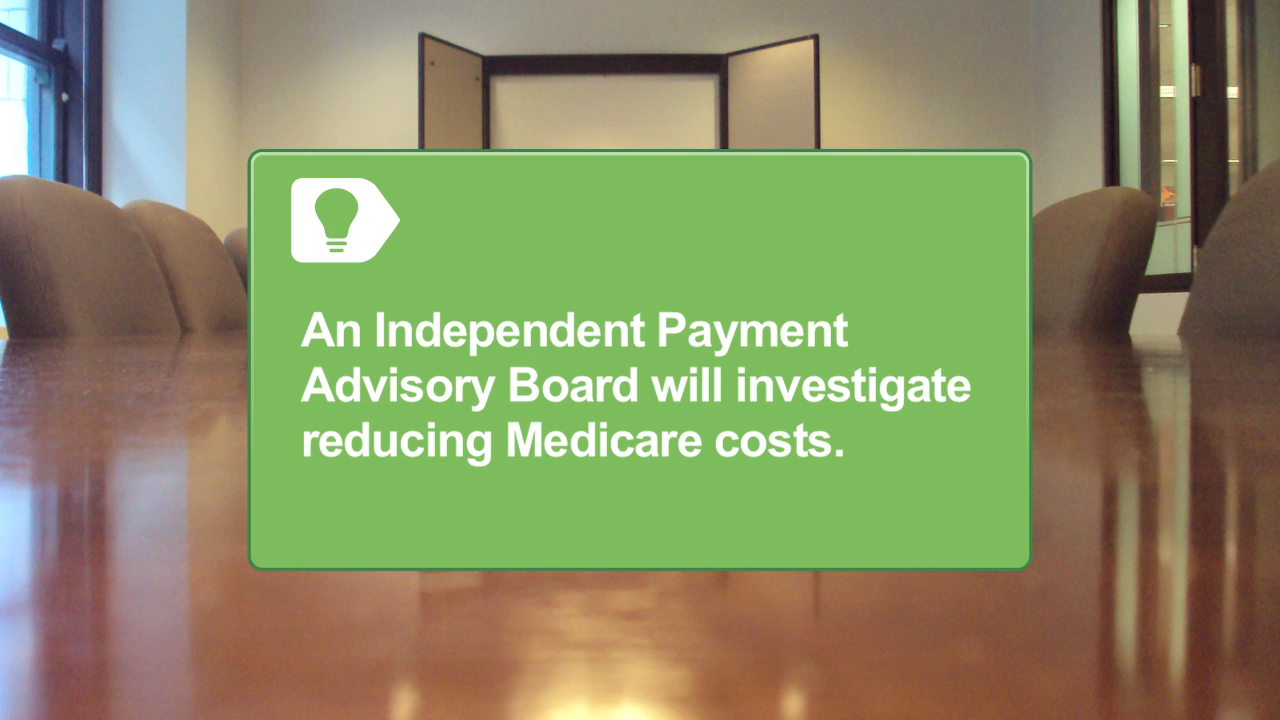 An Independent Payment
Advisory Board will investigate
reducing Medicare costs.